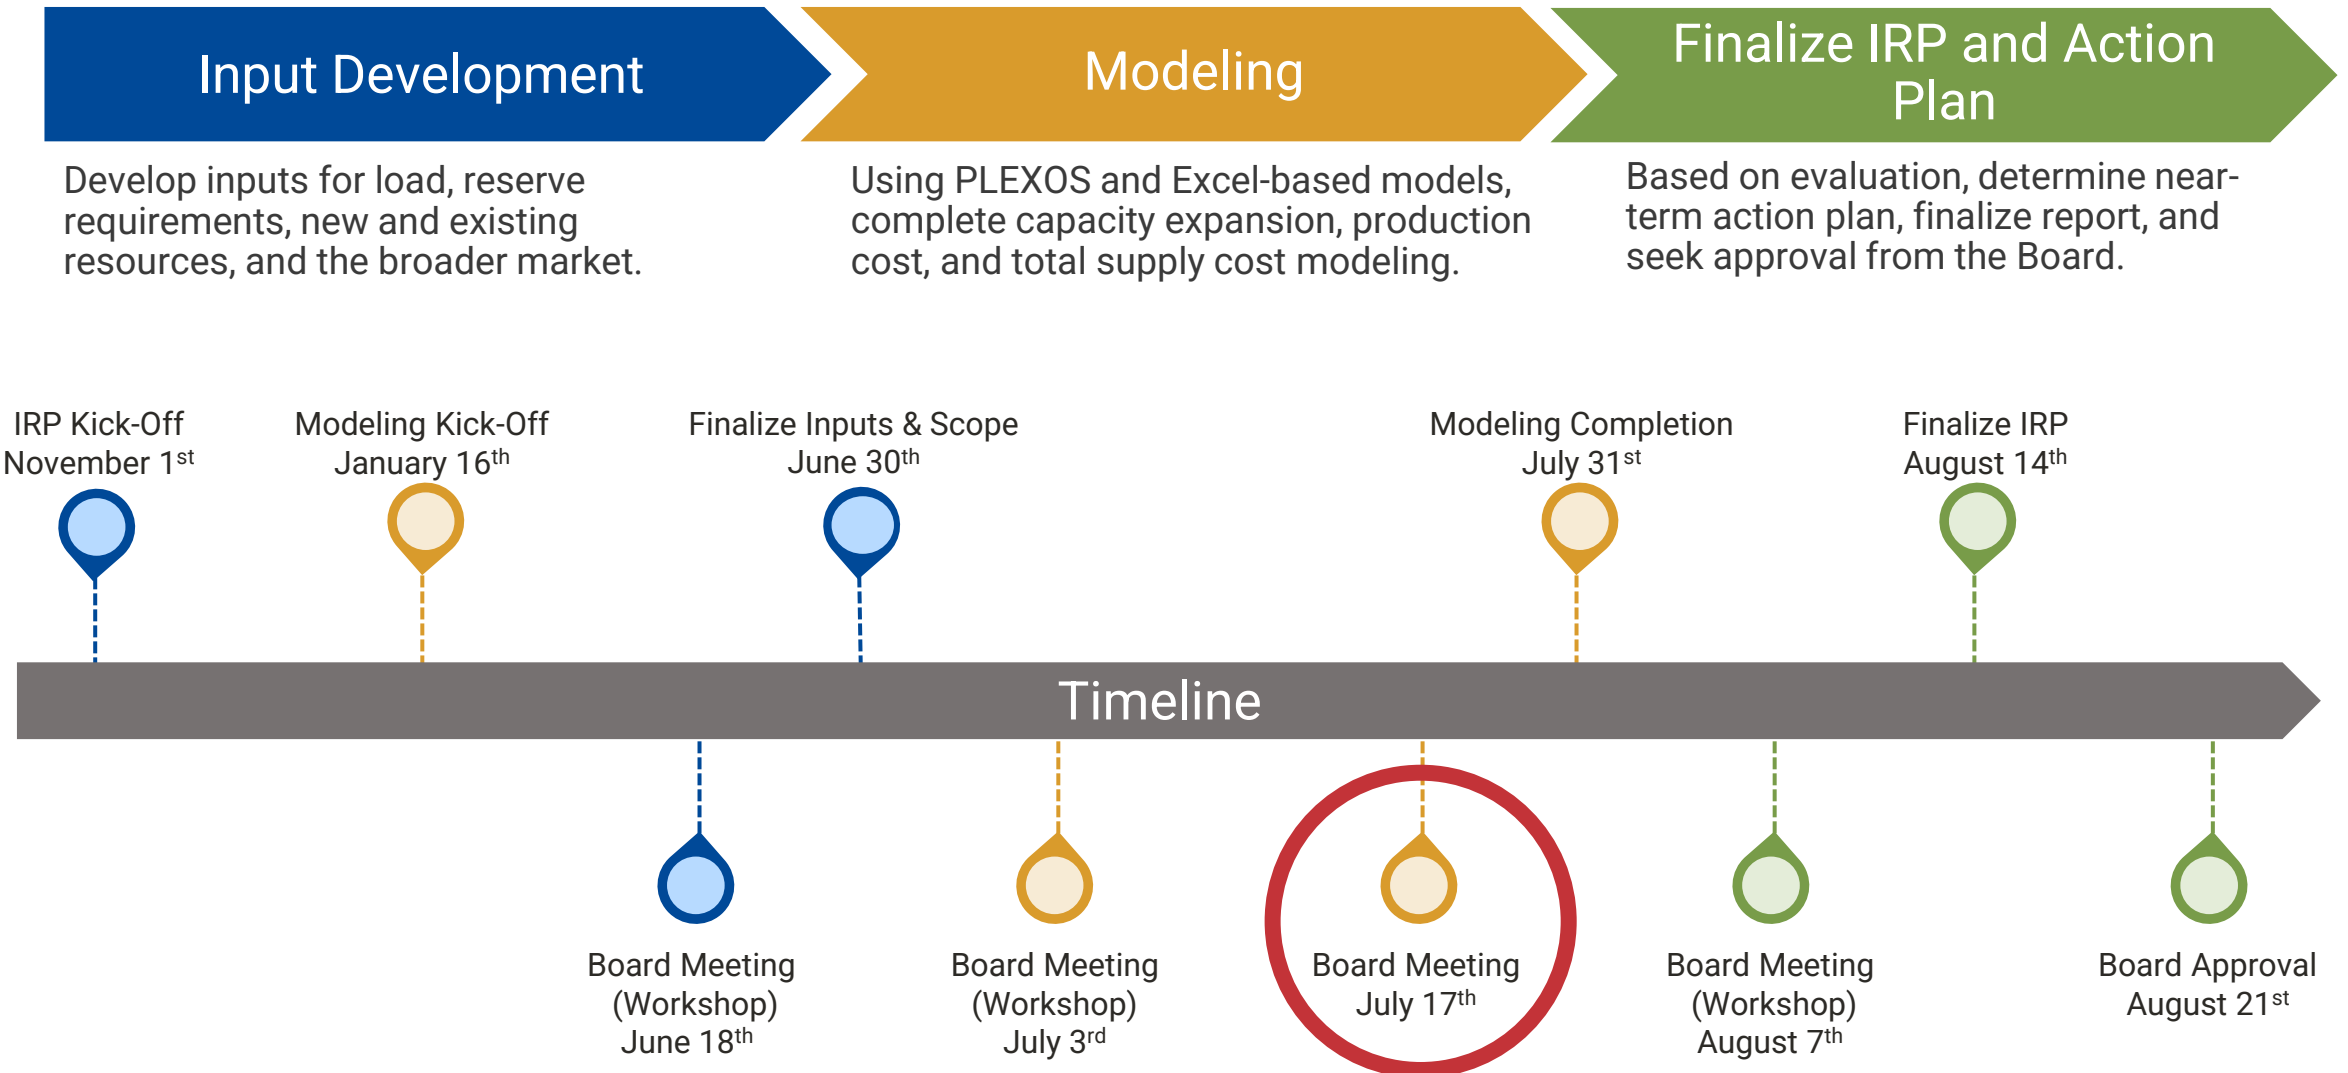 Input Development
Modeling
Finalize IRP and Action
Plan
Develop inputs for load, reserve
requirements, new and existing
resources, and the broader market.
Using PLEXOS and Excel-based models,
complete capacity expansion, production
cost, and total supply cost modeling.
Based on evaluation, determine near-
term action plan, finalize report, and
seek approval from the Board.
IRP Kick-Off
November 1st
Modeling Kick-Off
January 16th
Finalize Inputs & Scope
June 30th
Modeling Completion
July 31st
Finalize IRP
August 14th
Timeline
Board Meeting
(Workshop)
June 18th
Board Meeting
(Workshop)
July 3rd
Board Meeting
July 17th
Board Meeting
(Workshop)
August 7th
Board Approval
August 21st